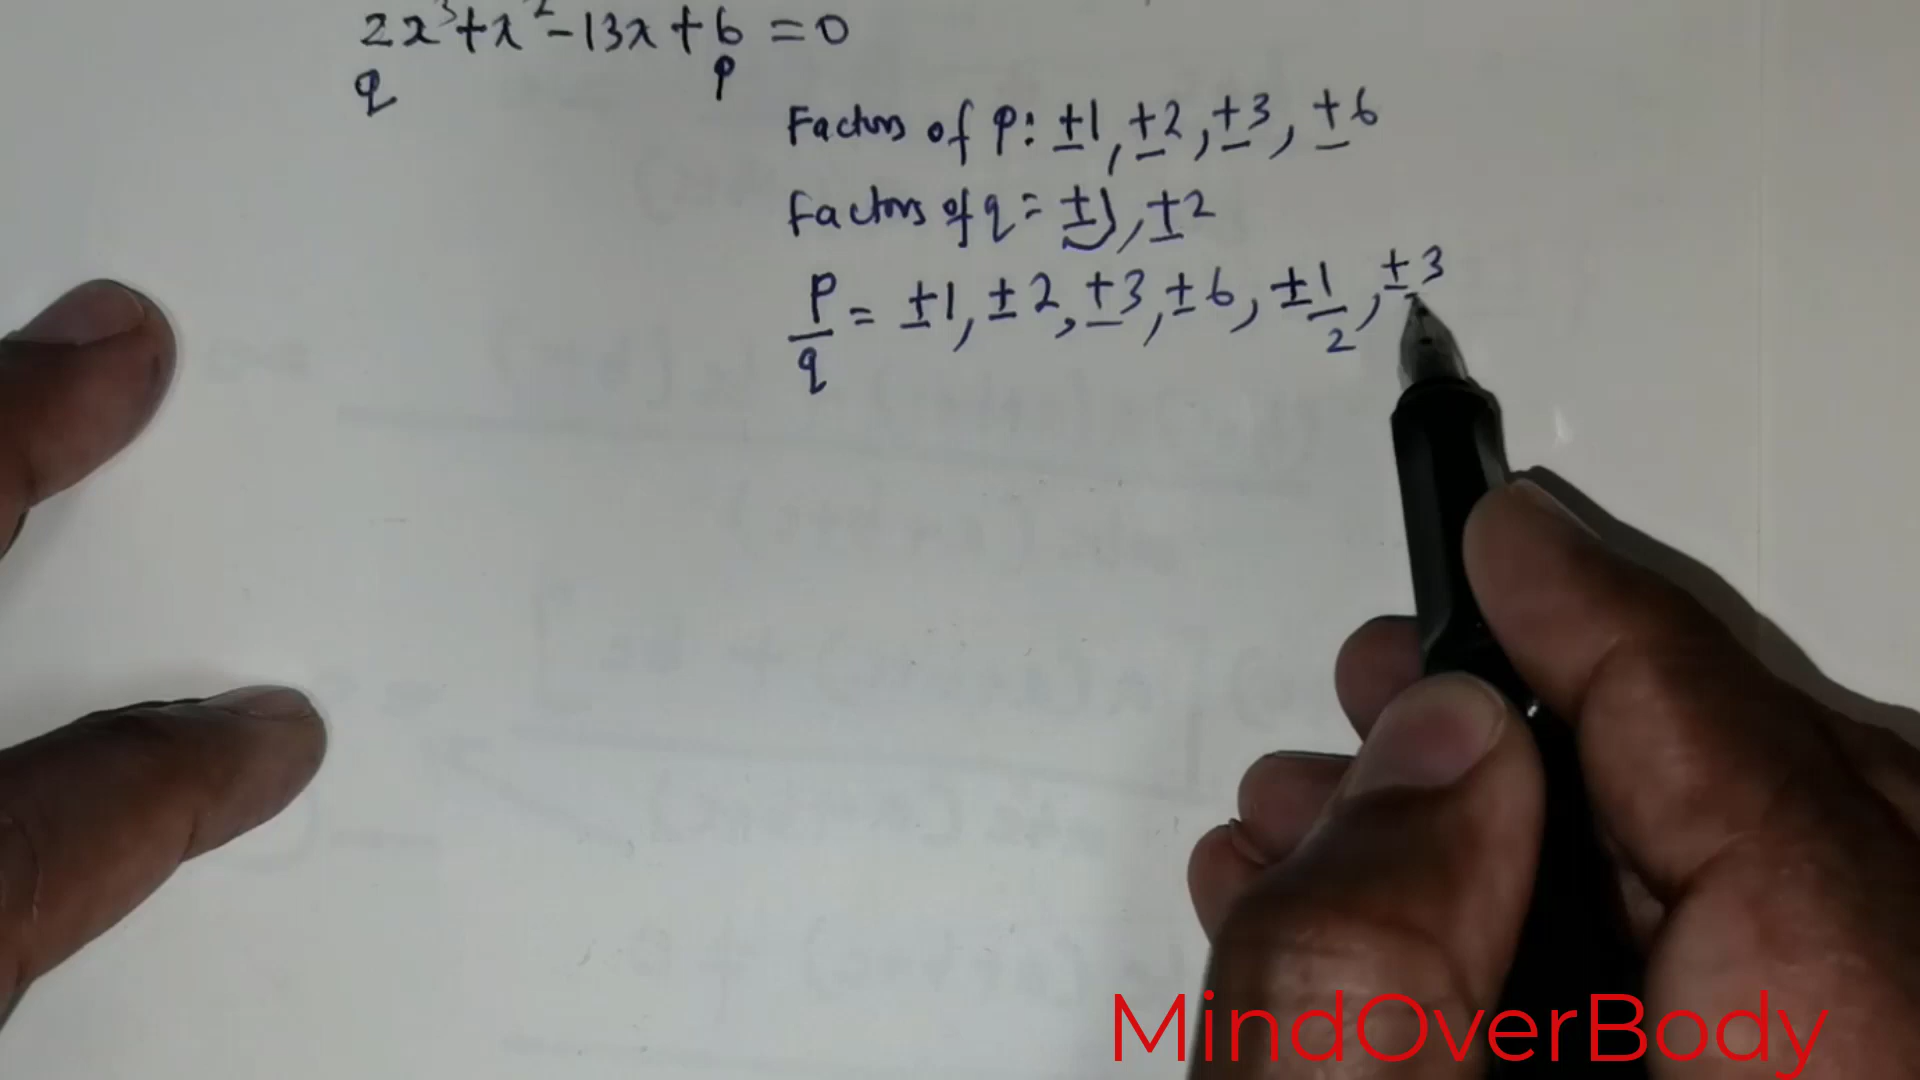 2x³+x²-13x+6=0
q p
Factors of p: ±1, ±2, ±3, ±6
Factors of q= ±1, ±2
p/q = ±1, ±2, ±3, ±6, ±1/2, ±3
MindOverBody